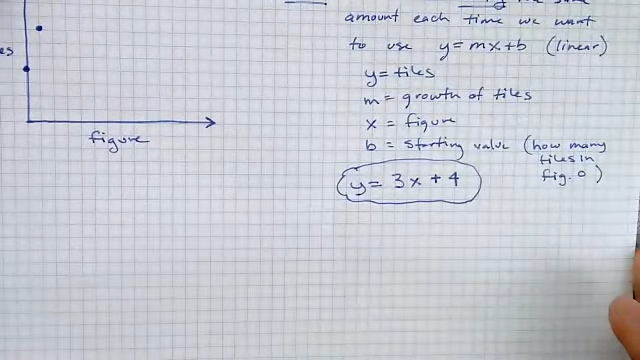 amount each time we want
to use y = mx + b (linear)
es
y = tiles
m = growth of tiles
x = figure
b = starting value (how many
tiles in
fig. 0)
figure
y = 3x + 4